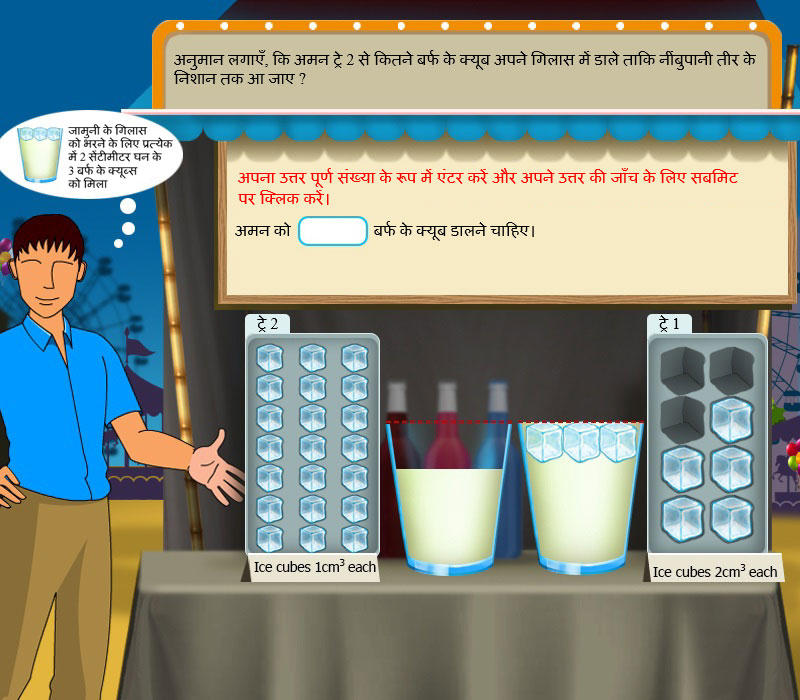 अनुमान लगाएँ, कि अमन ट्रे 2 से कितने बर्फ के क्यूब अपने गिलास में डाले ताकि नींबुपानी तीर के
निशान तक आ जाए ?
जामुनी के गिलास
को भरने के लिए प्रत्येक
में 2 सेंटीमीटर घन के
3 बर्फ के क्यूब्स
को मिला
अपना उत्तर पूर्ण संख्या के रूप में एंटर करें और अपने उत्तर की जाँच के लिए सबमिट
पर क्लिक करें।
अमन को बर्फ के क्यूब डालने चाहिए।
ट्रे 2
ट्रे 1
Ice cubes 1cm³ each
Ice cubes 2cm³ each